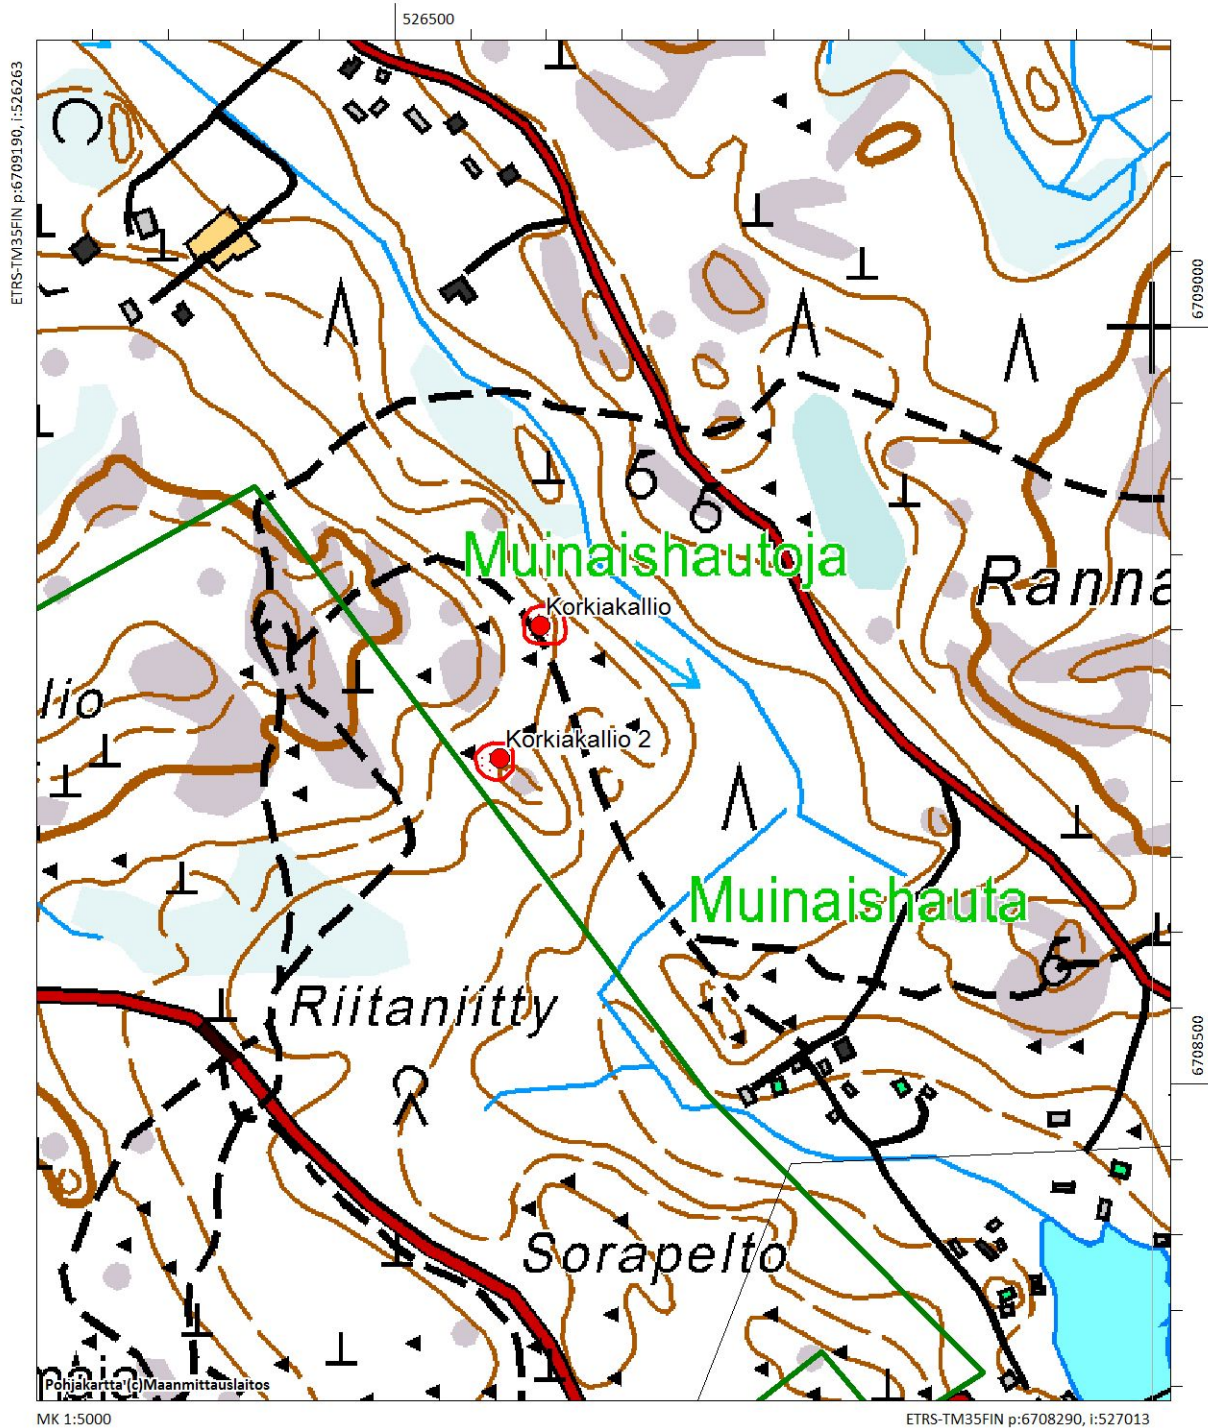 526500
ETRS-TM35FIN p:6709190, i:526263
6709000
Muinaishautoja
Ranna
Korkiakallio
lio
Korkiakallio 2
Muinaishauta
Riitaniitty
6708500
Sorapelto
maja
Pohjakartta (c)Maanmittauslaitos
MK 1:5000
ETRS-TM35FIN p:6708290, i:527013